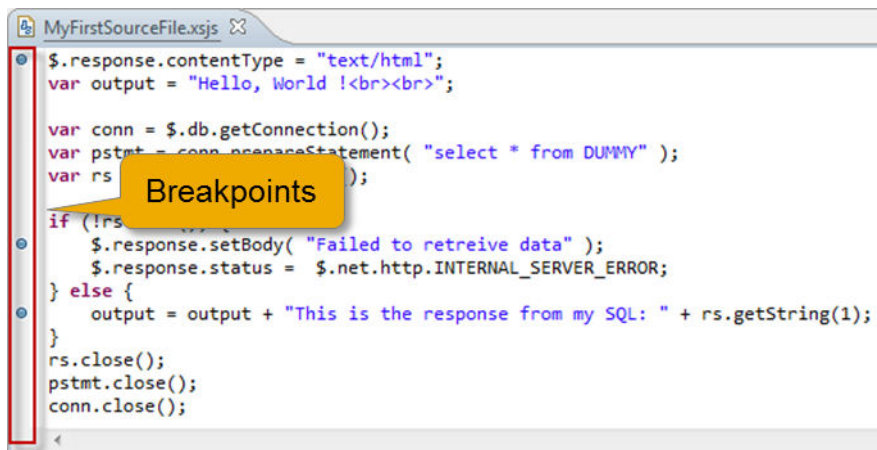 MyFirstSourceFile.xsjs
$.response.contentType = "text/html";
var output = "Hello, World !<br><br>";
var conn = $.db.getConnection();
var pstmt = conn.prepareStatement( "select * from DUMMY" );
var rs );
Breakpoints
if (!rs {
$.response.setBody( "Failed to retreive data" );
$.response.status = $.net.http.INTERNAL_SERVER_ERROR;
} else {
output = output + "This is the response from my SQL: " + rs.getString(1);
}
rs.close();
pstmt.close();
conn.close();